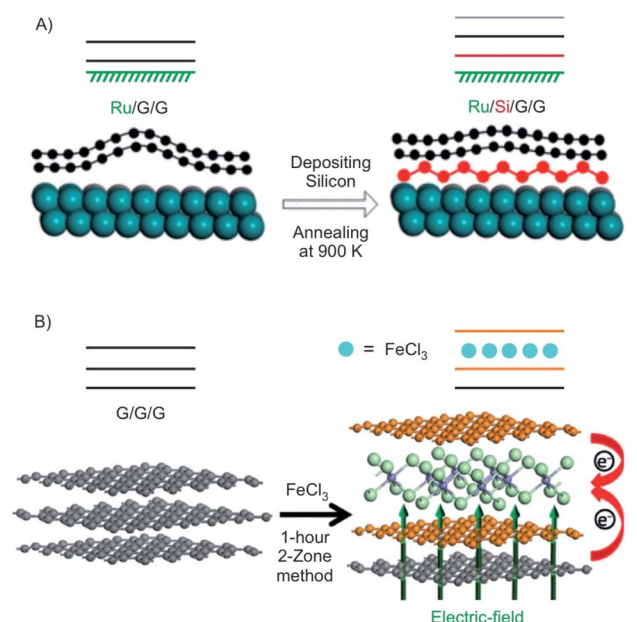 A)
Ru/G/G
Ru/Si/G/G
Depositing
Silicon
Annealing
at 900 K
B)
= FeCl3
G/G/G
FeCl3
1-hour
2-Zone
method
e-
e-
Electric-field